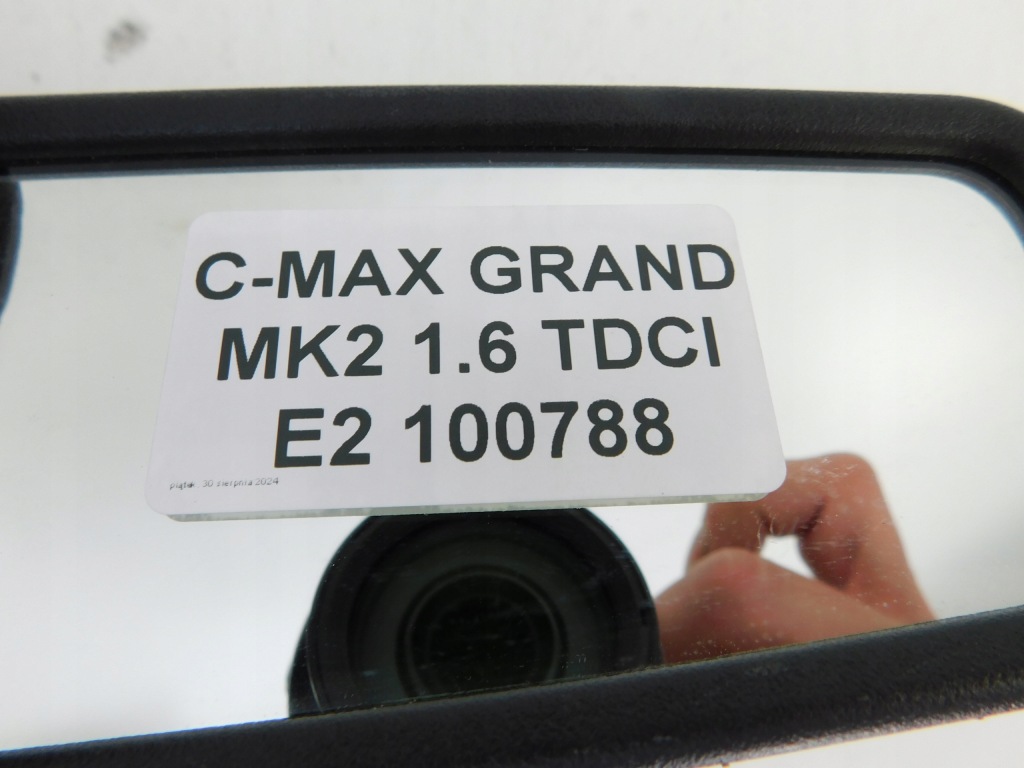 C-MAX GRAND
MK2 1.6 TDCI
E2 100788
piątek, 30 sierpnia 2024